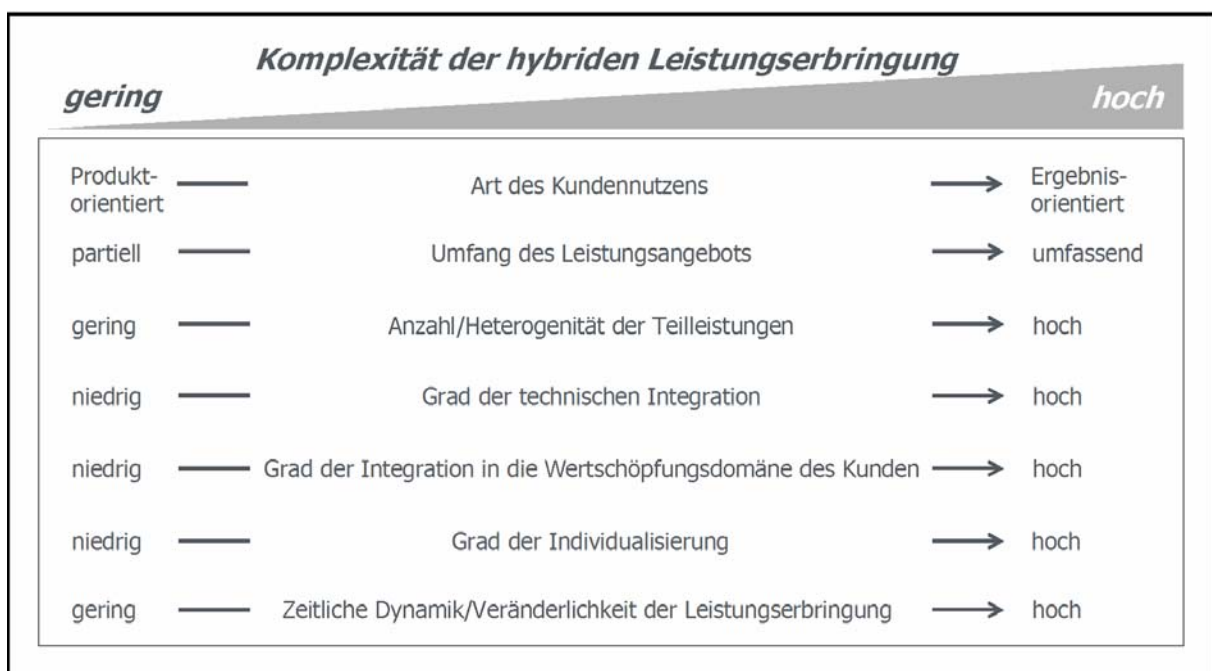 Komplexität der hybriden Leistungserbringung
gering hoch
Produkt-
orientiert Art des Kundennutzens Ergebnis-
orientiert
partiell Umfang des Leistungsangebots umfassend
gering Anzahl/Heterogenität der Teilleistungen hoch
niedrig Grad der technischen Integration hoch
niedrig Grad der Integration in die Wertschöpfungsdomäne des Kunden hoch
niedrig Grad der Individualisierung hoch
gering Zeitliche Dynamik/Veränderlichkeit der Leistungserbringung hoch